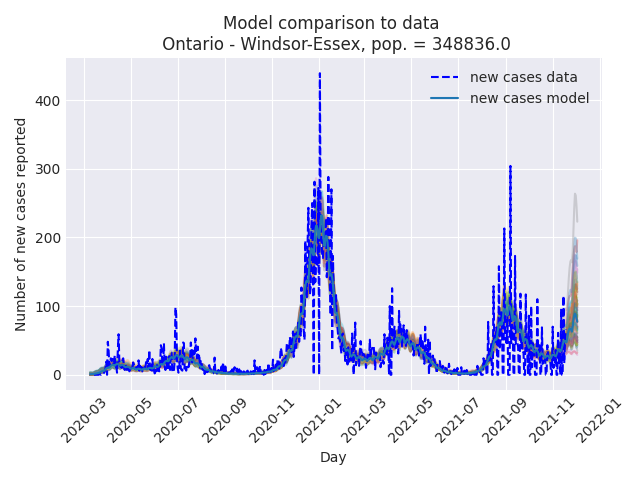 Model comparison to data
Ontario - Windsor-Essex, pop. = 348836.0
new cases data
new cases model
Number of new cases reported
400
300
200
100
0
2020-03
2020-05
2020-07
2020-09
2020-11
2021-01
2021-03
2021-05
2021-07
2021-09
2021-11
2022-01
Day